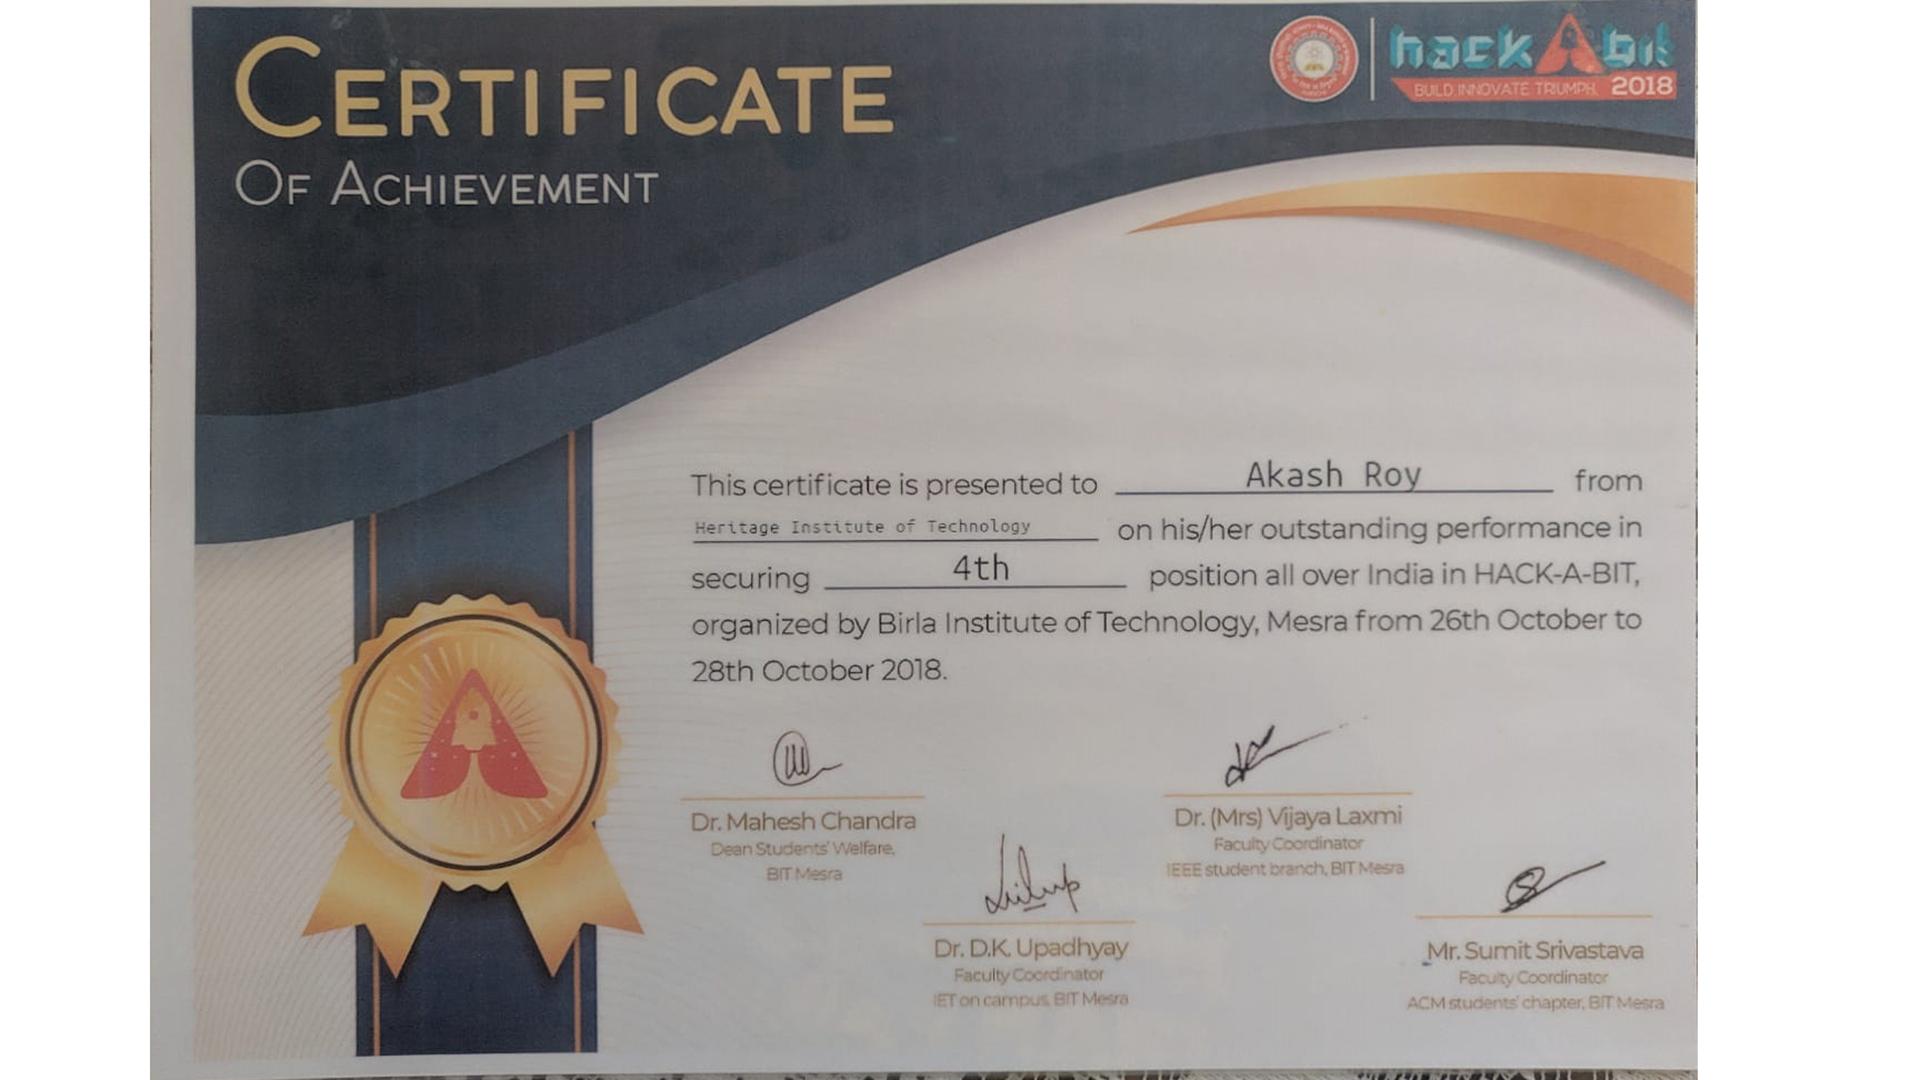 CERTIFICATE
OF ACHIEVEMENT
hackAbit
BUILD. INNOVATE. TRIUMPH. 2018
This certificate is presented to Akash Roy from
Heritage Institute of Technology on his/her outstanding performance in
securing 4th position all over India in HACK-A-BIT,
organized by Birla Institute of Technology, Mesra from 26th October to
28th October 2018.
Dr. Mahesh Chandra
Dean Students' Welfare,
BIT Mesra
Dr. (Mrs) Vijaya Laxmi
Faculty Coordinator
IEEE student branch, BIT Mesra
Dr. D.K. Upadhyay
Faculty Coordinator
IET on campus, BIT Mesra
Mr. Sumit Srivastava
Faculty Coordinator
ACM students' chapter, BIT Mesra